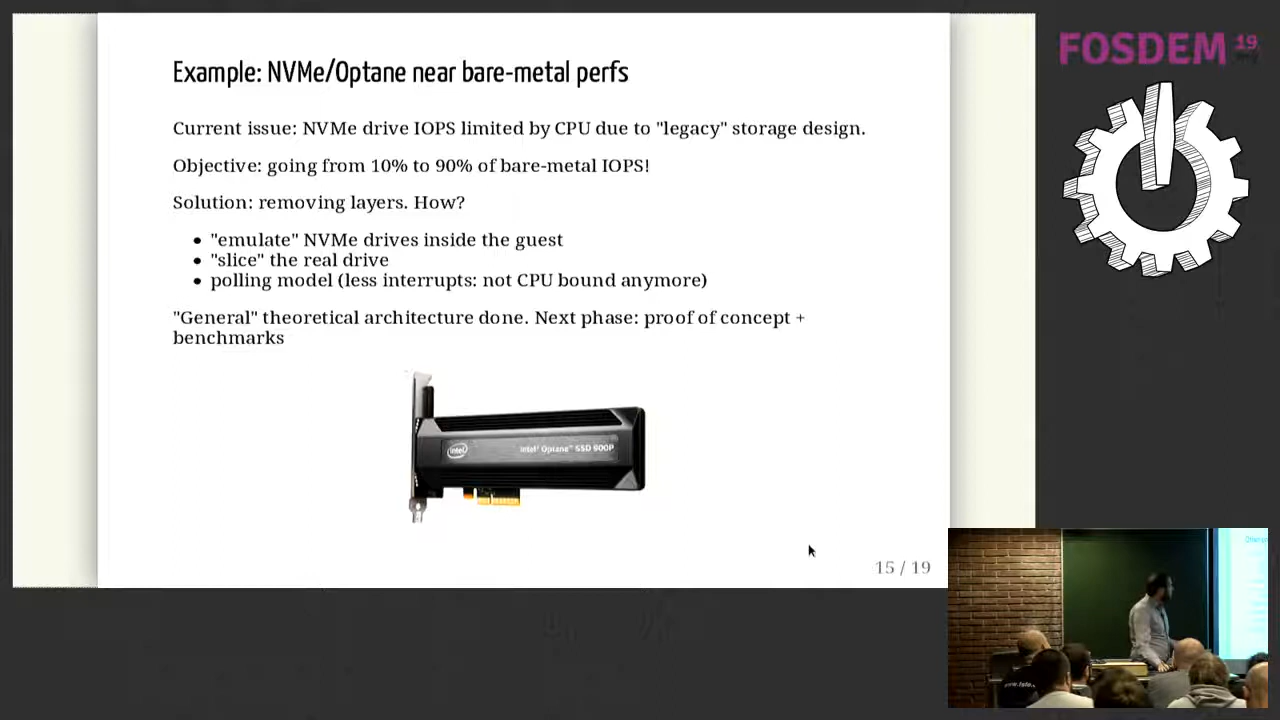 Example: NVMe/Optane near bare-metal perfs
Current issue: NVMe drive IOPS limited by CPU due to "legacy" storage design.
Objective: going from 10% to 90% of bare-metal IOPS!
Solution: removing layers. How?
"emulate" NVMe drives inside the guest
"slice" the real drive
polling model (less interrupts: not CPU bound anymore)
"General" theoretical architecture done. Next phase: proof of concept +
benchmarks
intel
Intel® Optane™ SSD 900P
15 / 19
FOSDEM 19